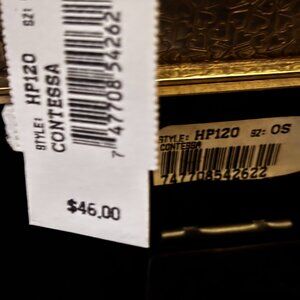 STYLE: HP120 SZ:
CONTESSA
7 47708 54262
$46.00
STYLE: HP120 SZ: OS
CONTESSA
747708542622